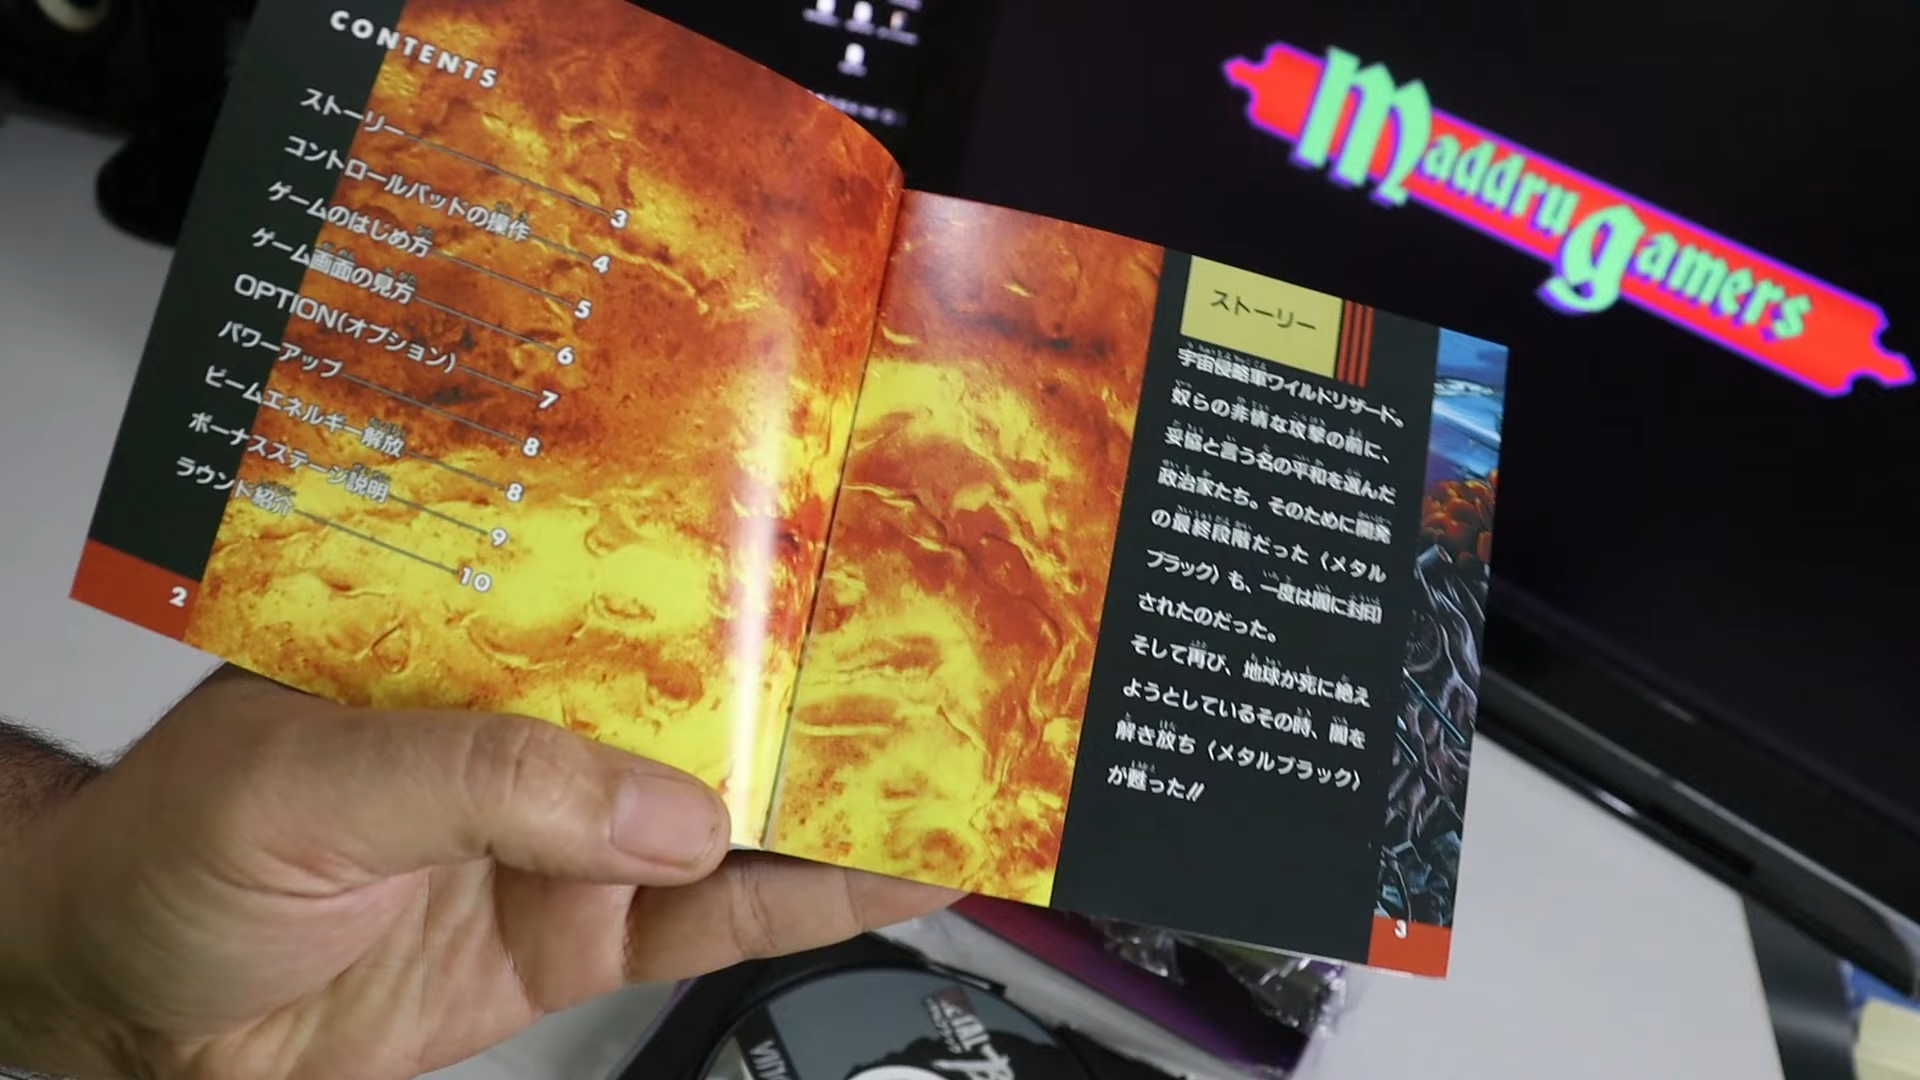 CONTENTS
ストーリー 3
コントロールパッドの操作 4
ゲームのはじめ方 5
ゲーム画面の見方 6
OPTION(オプション) 7
パワーアップ 8
ビームエネルギー解放 8
ボーナスステージ説明 9
ラウンド紹介 10
2
ストーリー
宇宙侵略軍ワイルドリザード。
奴らの非情な攻撃の前に、
妥協と言う名の平和を選んだ
政治家たち。そのために開発
の最終段階だった〈メタル
ブラック〉も、一度は闇に封印
されたのだった。
そして再び、地球が死に絶え
ようとしているその時、闇を
解き放ち〈メタルブラック〉
が甦った!!
3
Maddrugamers